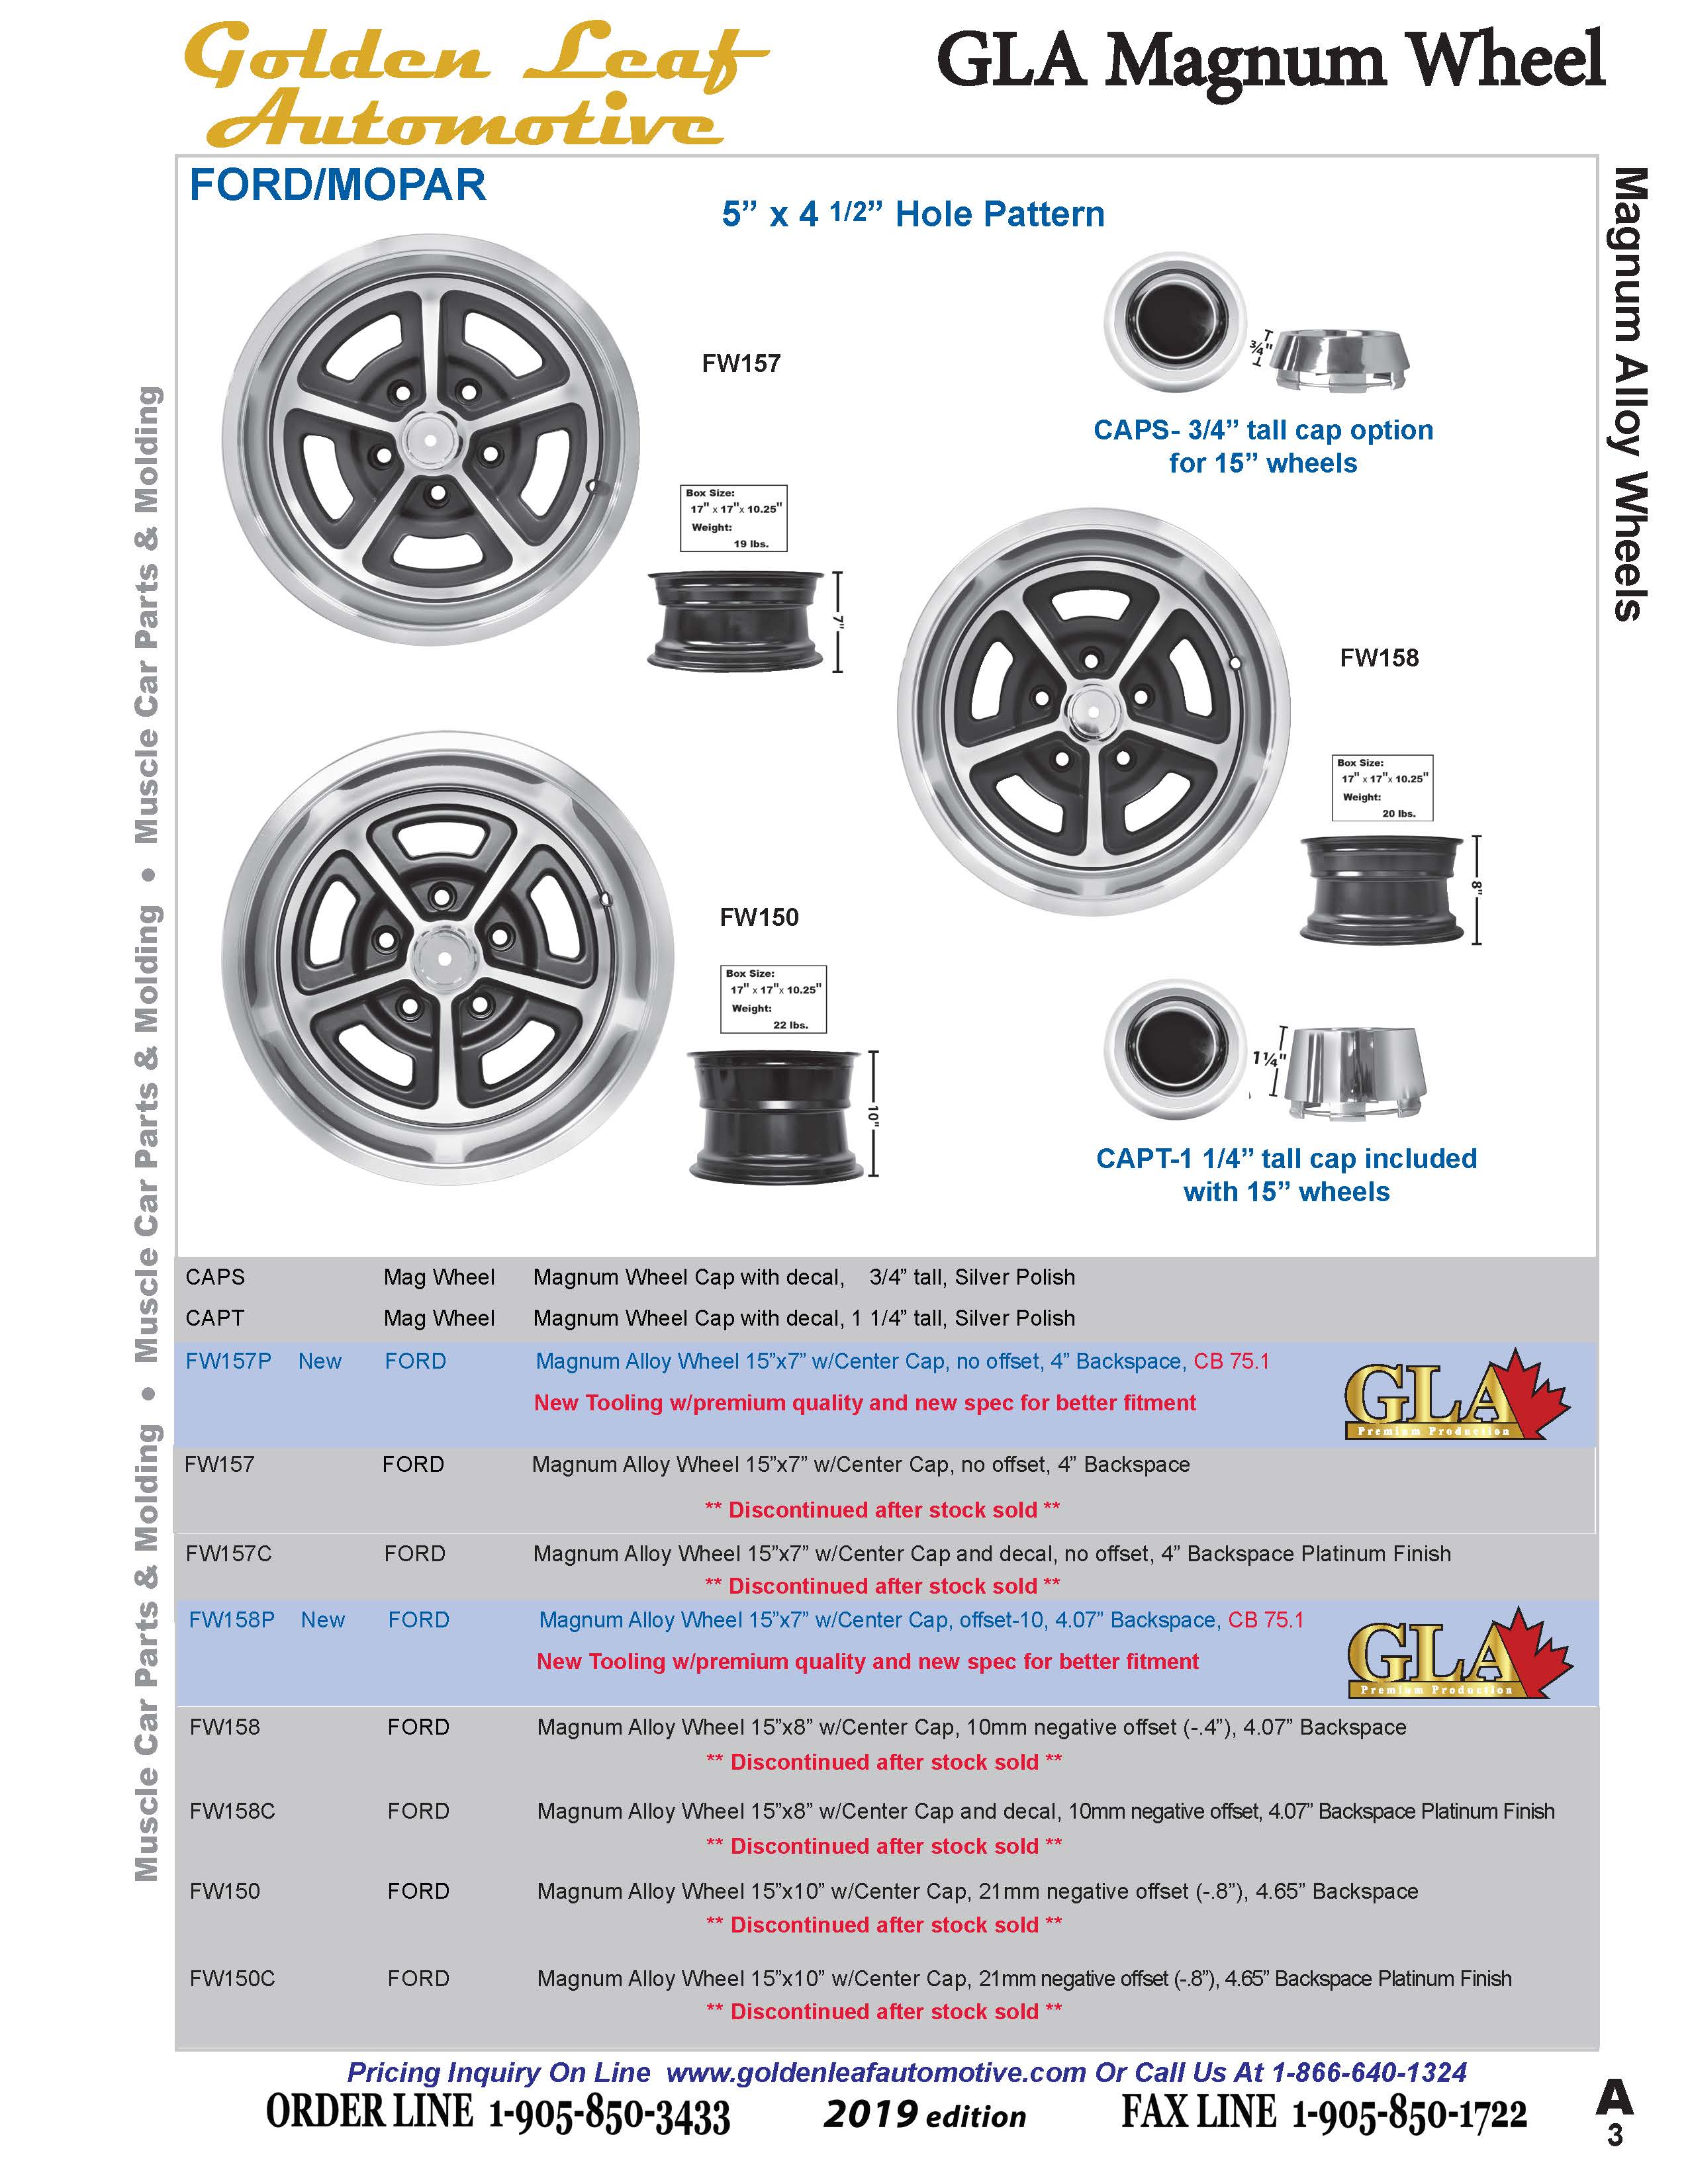 Golden Leaf
Automotive
GLA Magnum Wheel
FORD/MOPAR
5” x 4 1/2” Hole Pattern
FW157
Box Size:
17" x 17"x 10.25"
Weight:
19 lbs.
7"
3/4"
CAPS- 3/4” tall cap option
for 15” wheels
FW158
Box Size:
17" x 17"x 10.25"
Weight:
20 lbs.
8"
FW150
Box Size:
17" x 17"x 10.25"
Weight:
22 lbs.
10"
1¼"
CAPT-1 1/4” tall cap included
with 15” wheels
Magnum Alloy Wheels
Muscle Car Parts & Molding • Muscle Car Parts & Molding • Muscle Car Parts & Molding
CAPS Mag Wheel Magnum Wheel Cap with decal, 3/4” tall, Silver Polish
CAPT Mag Wheel Magnum Wheel Cap with decal, 1 1/4” tall, Silver Polish
FW157P New FORD Magnum Alloy Wheel 15”x7” w/Center Cap, no offset, 4” Backspace, CB 75.1
New Tooling w/premium quality and new spec for better fitment
GLA
Premium Production
FW157 FORD Magnum Alloy Wheel 15”x7” w/Center Cap, no offset, 4” Backspace
** Discontinued after stock sold **
FW157C FORD Magnum Alloy Wheel 15”x7” w/Center Cap and decal, no offset, 4” Backspace Platinum Finish
** Discontinued after stock sold **
FW158P New FORD Magnum Alloy Wheel 15”x7” w/Center Cap, offset-10, 4.07” Backspace, CB 75.1
New Tooling w/premium quality and new spec for better fitment
GLA
Premium Production
FW158 FORD Magnum Alloy Wheel 15”x8” w/Center Cap, 10mm negative offset (-.4”), 4.07” Backspace
** Discontinued after stock sold **
FW158C FORD Magnum Alloy Wheel 15”x8” w/Center Cap and decal, 10mm negative offset, 4.07” Backspace Platinum Finish
** Discontinued after stock sold **
FW150 FORD Magnum Alloy Wheel 15”x10” w/Center Cap, 21mm negative offset (-.8”), 4.65” Backspace
** Discontinued after stock sold **
FW150C FORD Magnum Alloy Wheel 15”x10” w/Center Cap, 21mm negative offset (-.8”), 4.65” Backspace Platinum Finish
** Discontinued after stock sold **
Pricing Inquiry On Line www.goldenleafautomotive.com Or Call Us At 1-866-640-1324
ORDER LINE 1-905-850-3433 2019 edition FAX LINE 1-905-850-1722
A
3